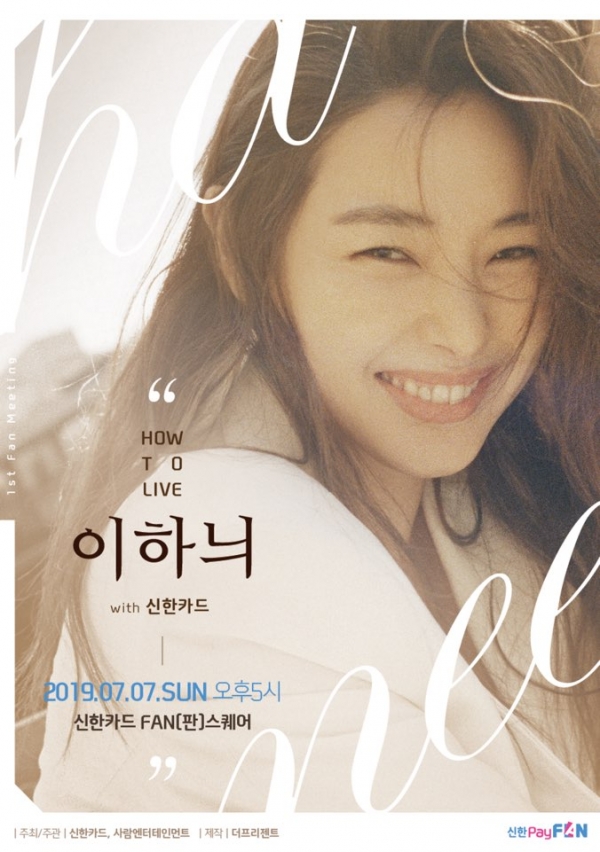 ha
nee
1st Fan Meeting
“
HOW
TO
LIVE
이하늬
with 신한카드
2019.07.07.SUN 오후5시
신한카드 FAN(판)스퀘어
”
| 주최/주관 | 신한카드, 사람엔터테인먼트 | 제작 | 더프리젠트
신한PayFAN